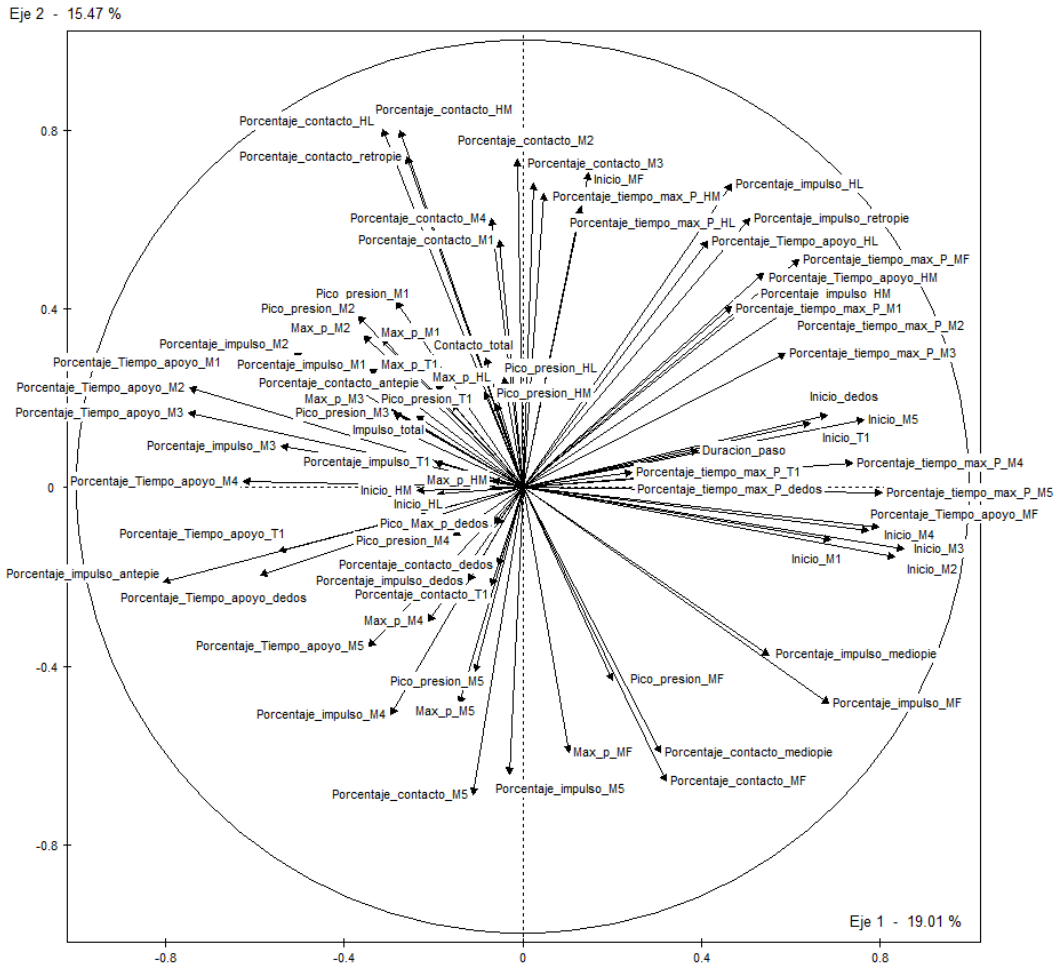 Eje 2 - 15.47 %
Porcentaje_contacto_HM
Porcentaje_contacto_HL
0.8
Porcentaje_contacto_M2
Porcentaje_contacto_retropie
Porcentaje_contacto_M3
Inicio_MF
Porcentaje_impulso_HL
Porcentaje_tiempo_max_P_HM
Porcentaje_contacto_M4
Porcentaje_tiempo_max_P_HL
Porcentaje_impulso_retropie
Porcentaje_contacto_M1
Porcentaje_Tiempo_apoyo_HL
Porcentaje_tiempo_max_P_MF
Porcentaje_Tiempo_apoyo_HM
Pico_presion_M1
Porcentaje_impulso_HM
Pico_presion_M2
0.4
Porcentaje_tiempo_max_P_M1
Max_p_M2
Max_p_M1
Porcentaje_tiempo_max_P_M2
Porcentaje_impulso_M2
Contacto_total
Porcentaje_tiempo_max_P_M3
Porcentaje_Tiempo_apoyo_M1
Porcentaje_impulso_M1
Max_p_T1
Pico_presion_HL
Max_p_HL
Porcentaje_contacto_antepie
Porcentaje_Tiempo_apoyo_M2
Pico_presion_HM
Max_p_M3
Pico_presion_T1
Inicio_dedos
Porcentaje_Tiempo_apoyo_M3
Pico_presion_M3
Inicio_M5
Impulso_total
Inicio_T1
Porcentaje_impulso_M3
Duracion_paso
Porcentaje_impulso_T1
Porcentaje_tiempo_max_P_M4
Porcentaje_tiempo_max_P_T1
Porcentaje_Tiempo_apoyo_M4
Max_p_HM
0
Inicio_HM
Porcentaje_tiempo_max_P_dedos
Porcentaje_tiempo_max_P_M5
Inicio_HL
Porcentaje_Tiempo_apoyo_MF
Pico_Max_p_dedos
Porcentaje_Tiempo_apoyo_T1
Inicio_M4
Pico_presion_M4
Inicio_M3
Inicio_M1
Porcentaje_contacto_dedos
Inicio_M2
Porcentaje_impulso_antepie
Porcentaje_impulso_dedos
Porcentaje_contacto_T1
Porcentaje_Tiempo_apoyo_dedos
Max_p_M4
Porcentaje_Tiempo_apoyo_M5
Porcentaje_impulso_mediopie
-0.4
Pico_presion_M5
Pico_presion_MF
Porcentaje_impulso_MF
Max_p_M5
Porcentaje_impulso_M4
Max_p_MF
Porcentaje_contacto_mediopie
Porcentaje_contacto_MF
Porcentaje_impulso_M5
Porcentaje_contacto_M5
-0.8
Eje 1 - 19.01 %
-0.8
-0.4
0
0.4
0.8